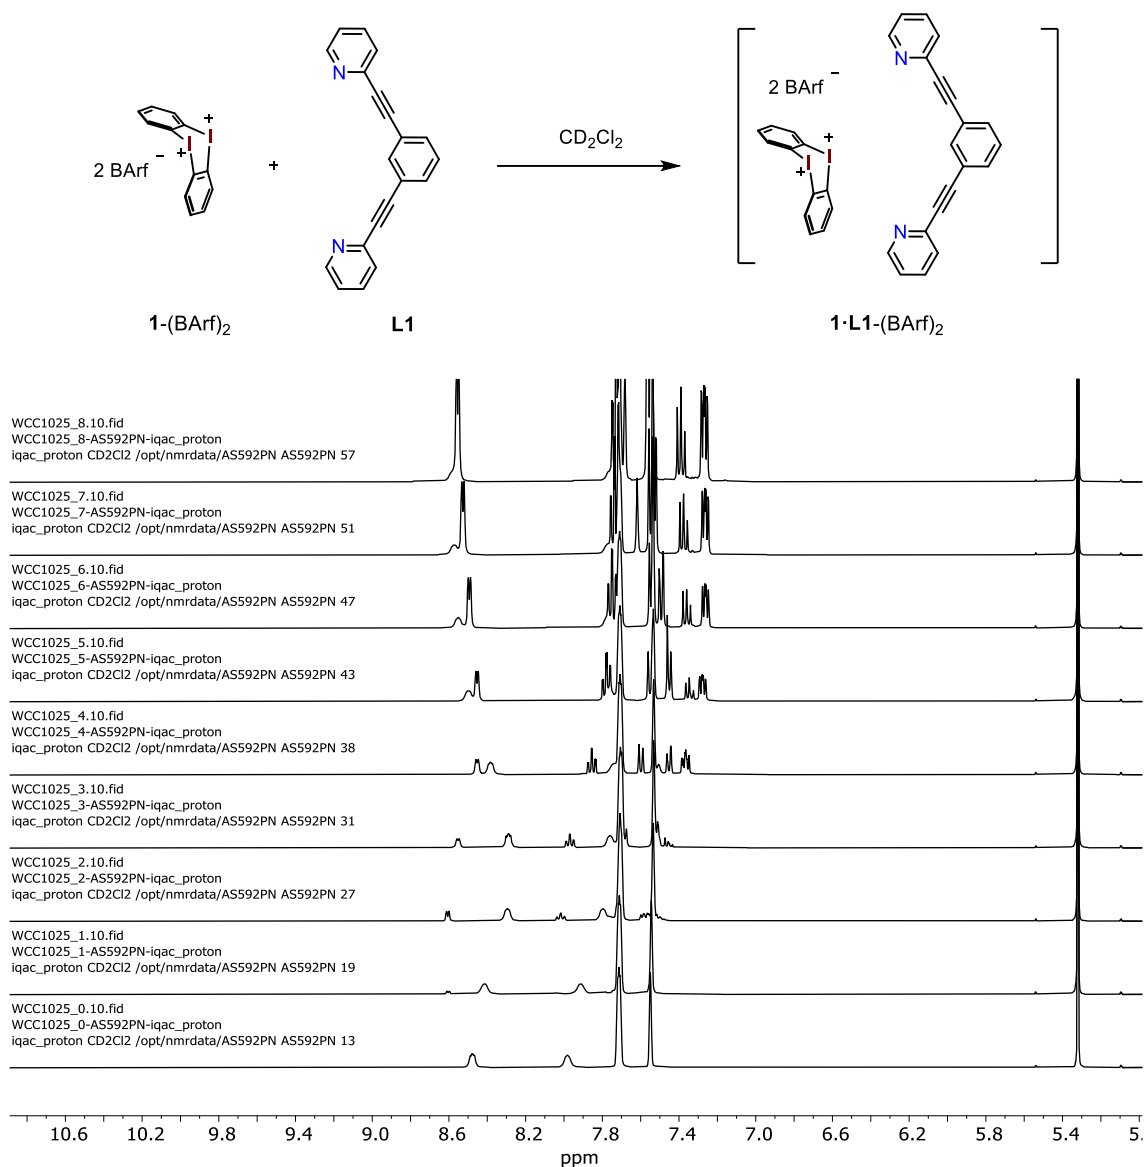 N
+
I
I
+
2 BArf −
+
CD2Cl2
N
2 BArf −
N
+
I
I
+
N
1-(BArf)2
L1
1·L1-(BArf)2
WCC1025_8.10.fid
WCC1025_8-AS592PN-iqac_proton
iqac_proton CD2Cl2 /opt/nmrdata/AS592PN AS592PN 57
WCC1025_7.10.fid
WCC1025_7-AS592PN-iqac_proton
iqac_proton CD2Cl2 /opt/nmrdata/AS592PN AS592PN 51
WCC1025_6.10.fid
WCC1025_6-AS592PN-iqac_proton
iqac_proton CD2Cl2 /opt/nmrdata/AS592PN AS592PN 47
WCC1025_5.10.fid
WCC1025_5-AS592PN-iqac_proton
iqac_proton CD2Cl2 /opt/nmrdata/AS592PN AS592PN 43
WCC1025_4.10.fid
WCC1025_4-AS592PN-iqac_proton
iqac_proton CD2Cl2 /opt/nmrdata/AS592PN AS592PN 38
WCC1025_3.10.fid
WCC1025_3-AS592PN-iqac_proton
iqac_proton CD2Cl2 /opt/nmrdata/AS592PN AS592PN 31
WCC1025_2.10.fid
WCC1025_2-AS592PN-iqac_proton
iqac_proton CD2Cl2 /opt/nmrdata/AS592PN AS592PN 27
WCC1025_1.10.fid
WCC1025_1-AS592PN-iqac_proton
iqac_proton CD2Cl2 /opt/nmrdata/AS592PN AS592PN 19
WCC1025_0.10.fid
WCC1025_0-AS592PN-iqac_proton
iqac_proton CD2Cl2 /opt/nmrdata/AS592PN AS592PN 13
10.6 10.2 9.8 9.4 9.0 8.6 8.2 7.8 7.4 7.0 6.6 6.2 5.8 5.4 5.
ppm